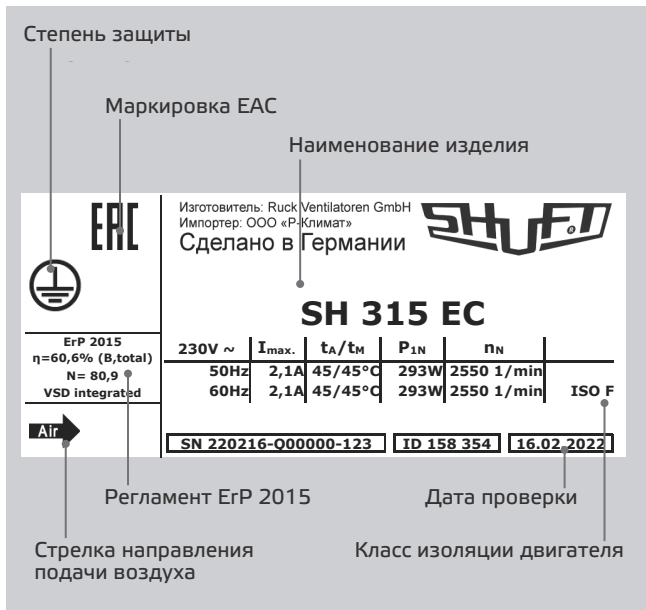 Степень защиты
Маркировка EAC
Наименование изделия
EAC
Изготовитель: Ruck Ventilatoren GmbH
Импортер: ООО «Р-Климат»
Сделано в Германии
SHUFT®
SH 315 EC
ErP 2015
η=60,6% (B,total)
N= 80,9
VSD integrated
230V ~ Imax. tA/tM P1N nN
50Hz 2,1A 45/45°C 293W 2550 1/min
60Hz 2,1A 45/45°C 293W 2550 1/min ISO F
Air
SN 220216-Q00000-123 ID 158 354 16.02.2022
Регламент ErP 2015
Дата проверки
Стрелка направления
подачи воздуха
Класс изоляции двигателя